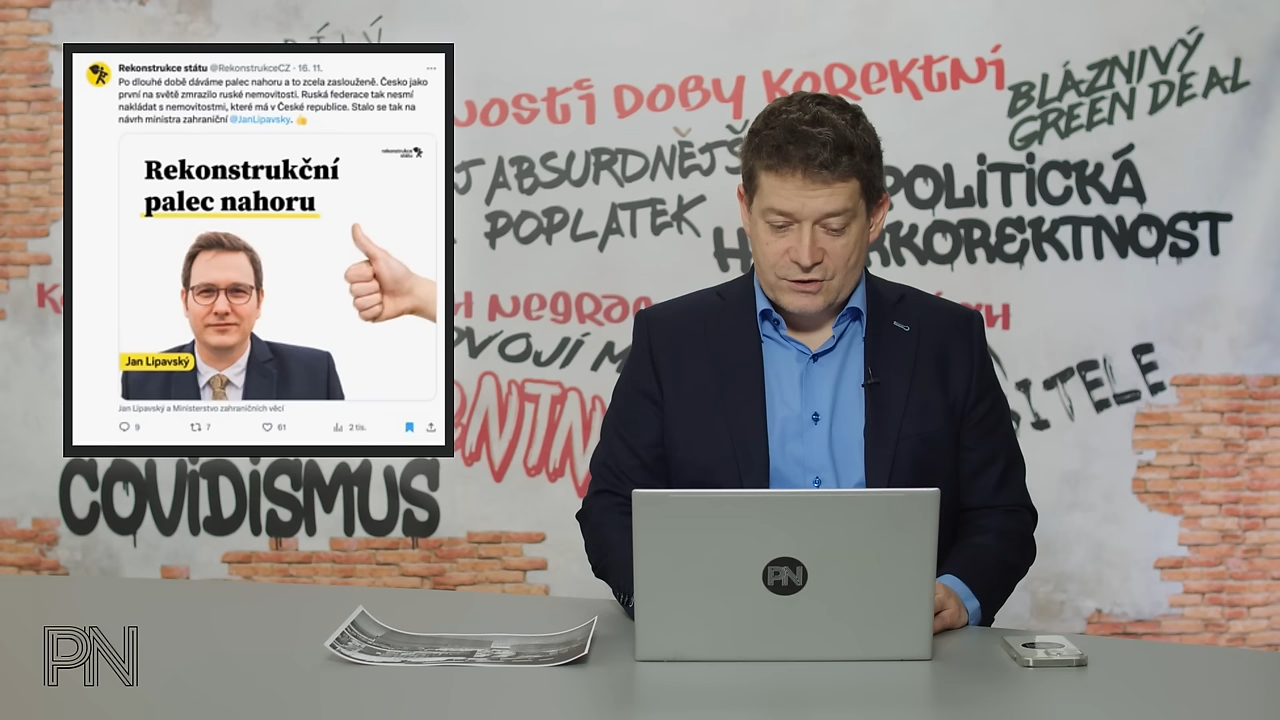 Rekonstrukce státu @RekonstrukceCZ · 16. 11.
Po dlouhé době dáváme palec nahoru a to zcela zaslouženě. Česko jako
první na světě zmrazilo ruské nemovitosti. Ruská federace tak nesmí
nakládat s nemovitostmi, které má v České republice. Stalo se tak na
návrh ministra zahraniční @JanLipavsky. 👍
rekonstrukce
státu
Rekonstrukční
palec nahoru
Jan Lipavský
Jan Lipavský a Ministerstvo zahraničních věcí
9 7 61 2 tis.
DOBY KOREKTNÍ
BLÁZNIVÝ
GREEN DEAL
POPLATEK
POLITICKÁ
COVIDISMUS
PN
PN